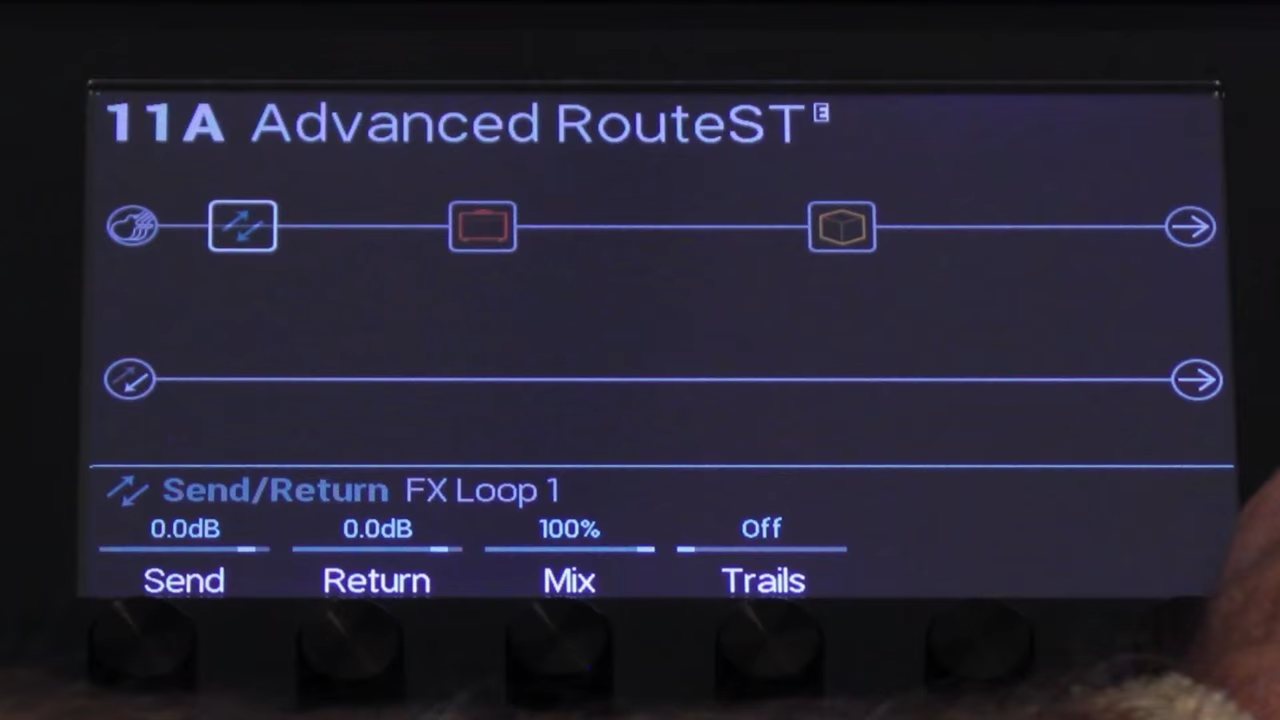 11A Advanced RouteST E
Send/Return FX Loop 1
0.0dB 0.0dB 100% Off
Send Return Mix Trails